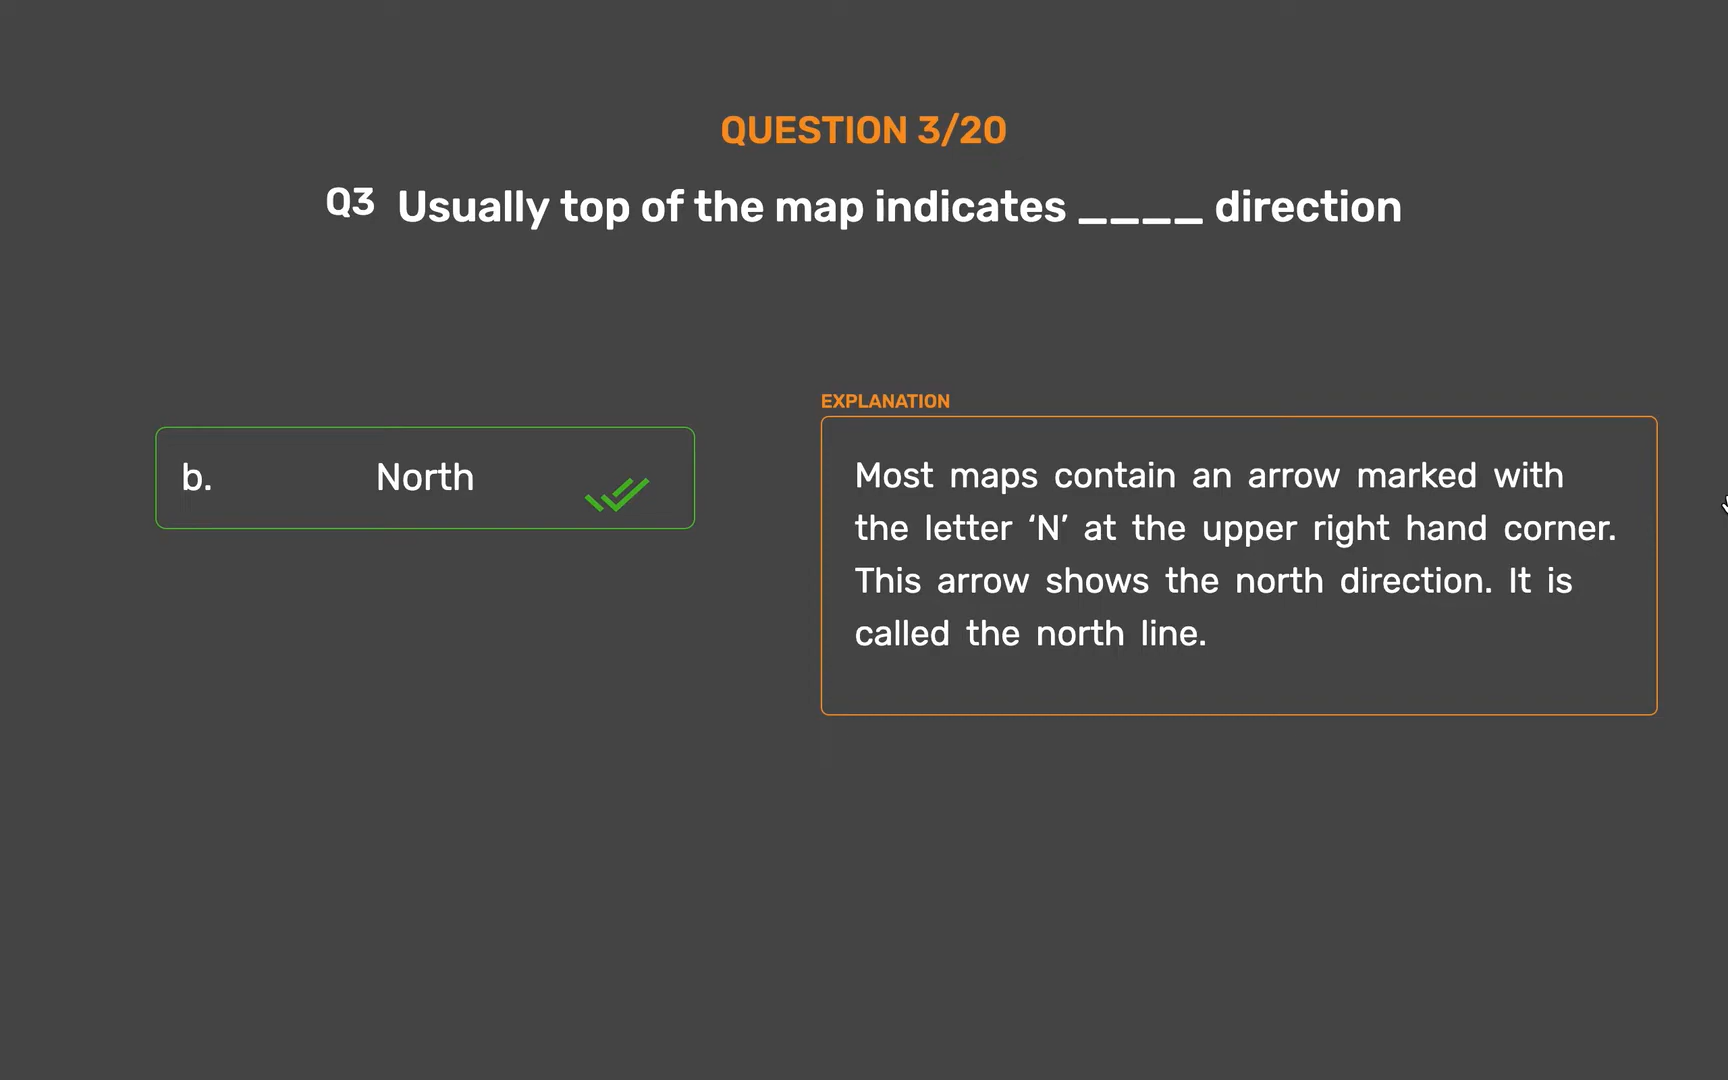 QUESTION 3/20
Q3 Usually top of the map indicates ____ direction
b. North
EXPLANATION
Most maps contain an arrow marked with
the letter ‘N’ at the upper right hand corner.
This arrow shows the north direction. It is
called the north line.